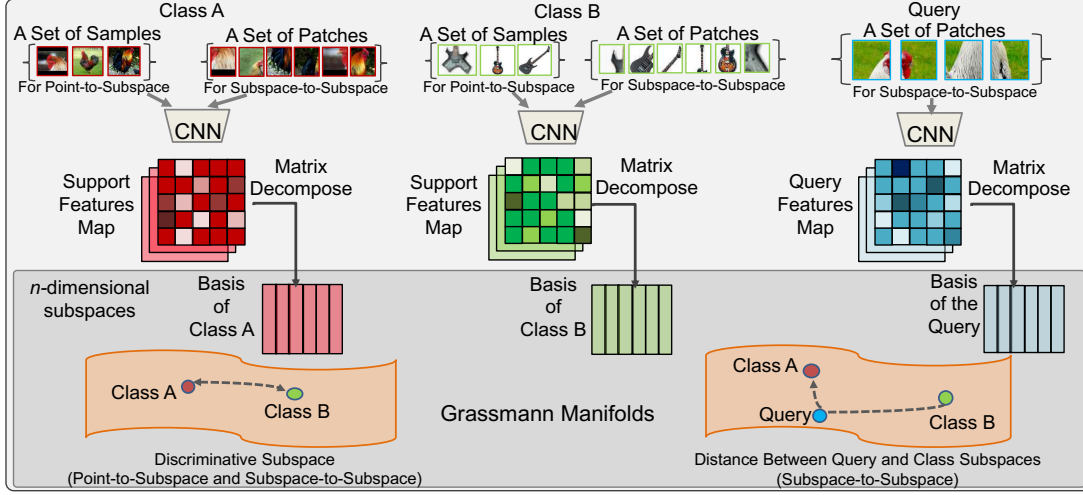 Class A
Class B
Query
A Set of Samples
A Set of Patches
A Set of Samples
A Set of Patches
A Set of Patches
For Point-to-Subspace
For Subspace-to-Subspace
For Point-to-Subspace
For Subspace-to-Subspace
For Subspace-to-Subspace
CNN
CNN
CNN
Support
Features
Map
Matrix
Decompose
Support
Features
Map
Matrix
Decompose
Query
Features
Map
Matrix
Decompose
n-dimensional
subspaces
Basis
of
Class A
Basis
of
Class B
Basis
of the
Query
Class A
Class B
Grassmann Manifolds
Class A
Query
Class B
Discriminative Subspace
(Point-to-Subspace and Subspace-to-Subspace)
Distance Between Query and Class Subspaces
(Subspace-to-Subspace)